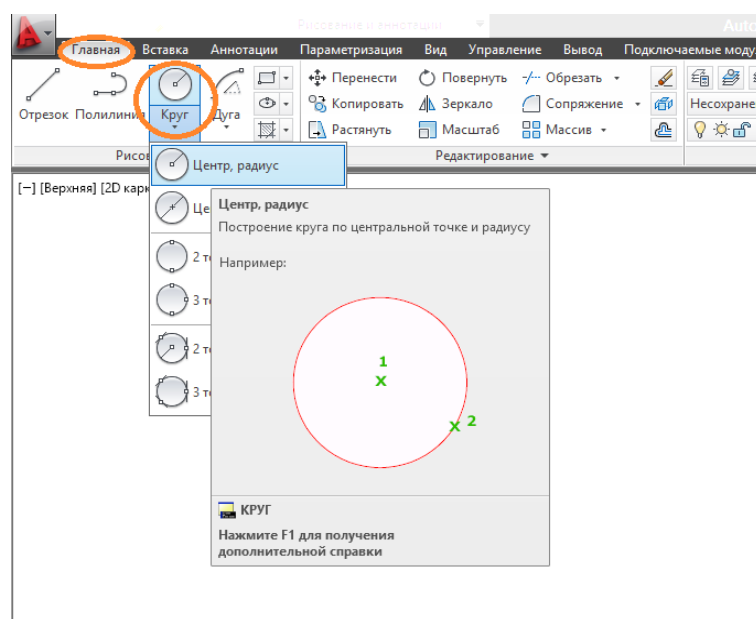 Рисование и аннотации
Auto
Главная Вставка Аннотации Параметризация Вид Управление Вывод Подключаемые моду
Перенести Повернуть Обрезать
Копировать Зеркало Сопряжение Несохране
Отрезок Полилиния Круг Дуга
Растянуть Масштаб Массив
Рисо Редактирование
Центр, радиус
[−] [Верхняя] [2D карк
Це
Центр, радиус
Построение круга по центральной точке и радиусу
2 т
Например:
3 т
2 т
1
3 т
2
КРУГ
Нажмите F1 для получения
дополнительной справки